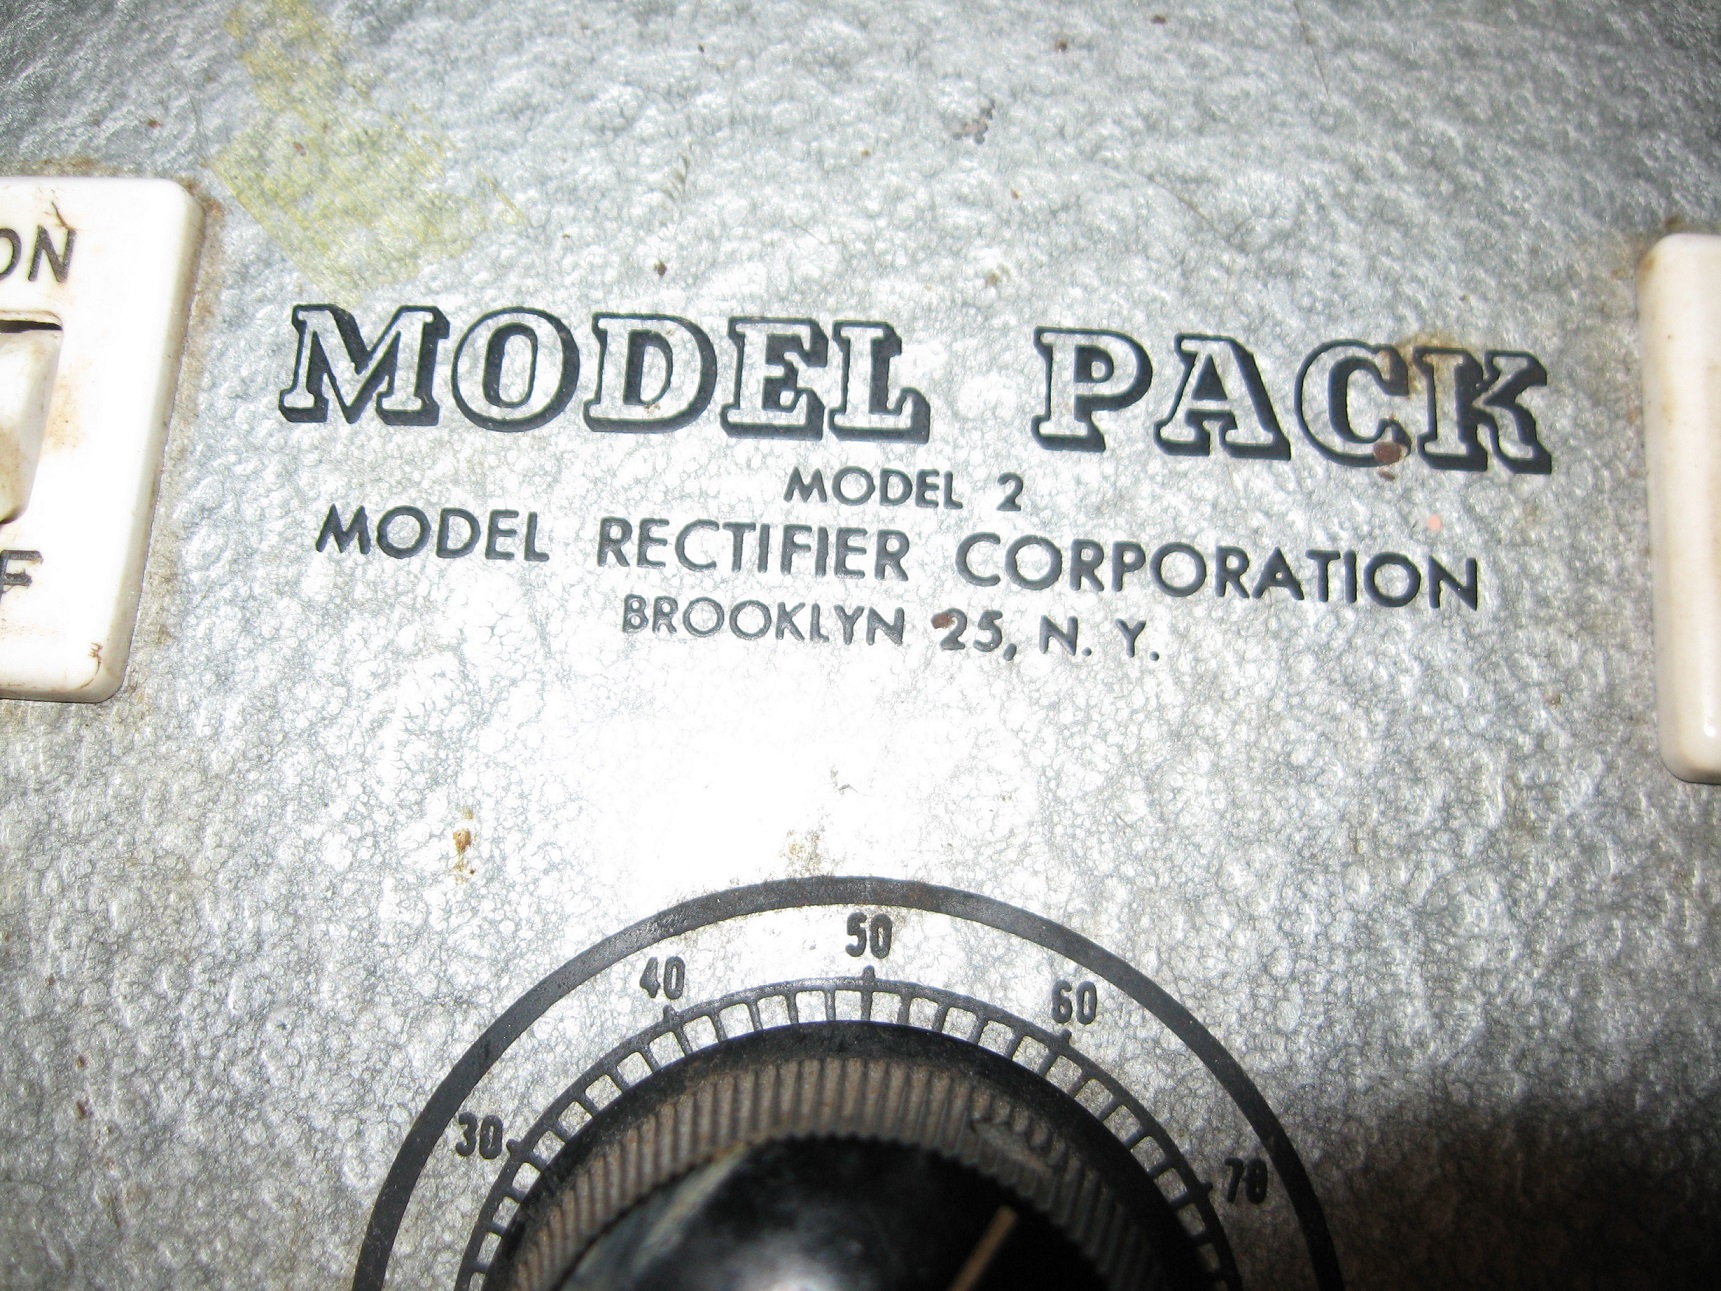 ON
MODEL PACK
MODEL 2
MODEL RECTIFIER CORPORATION
BROOKLYN 25, N. Y.
50
40
60
30
70